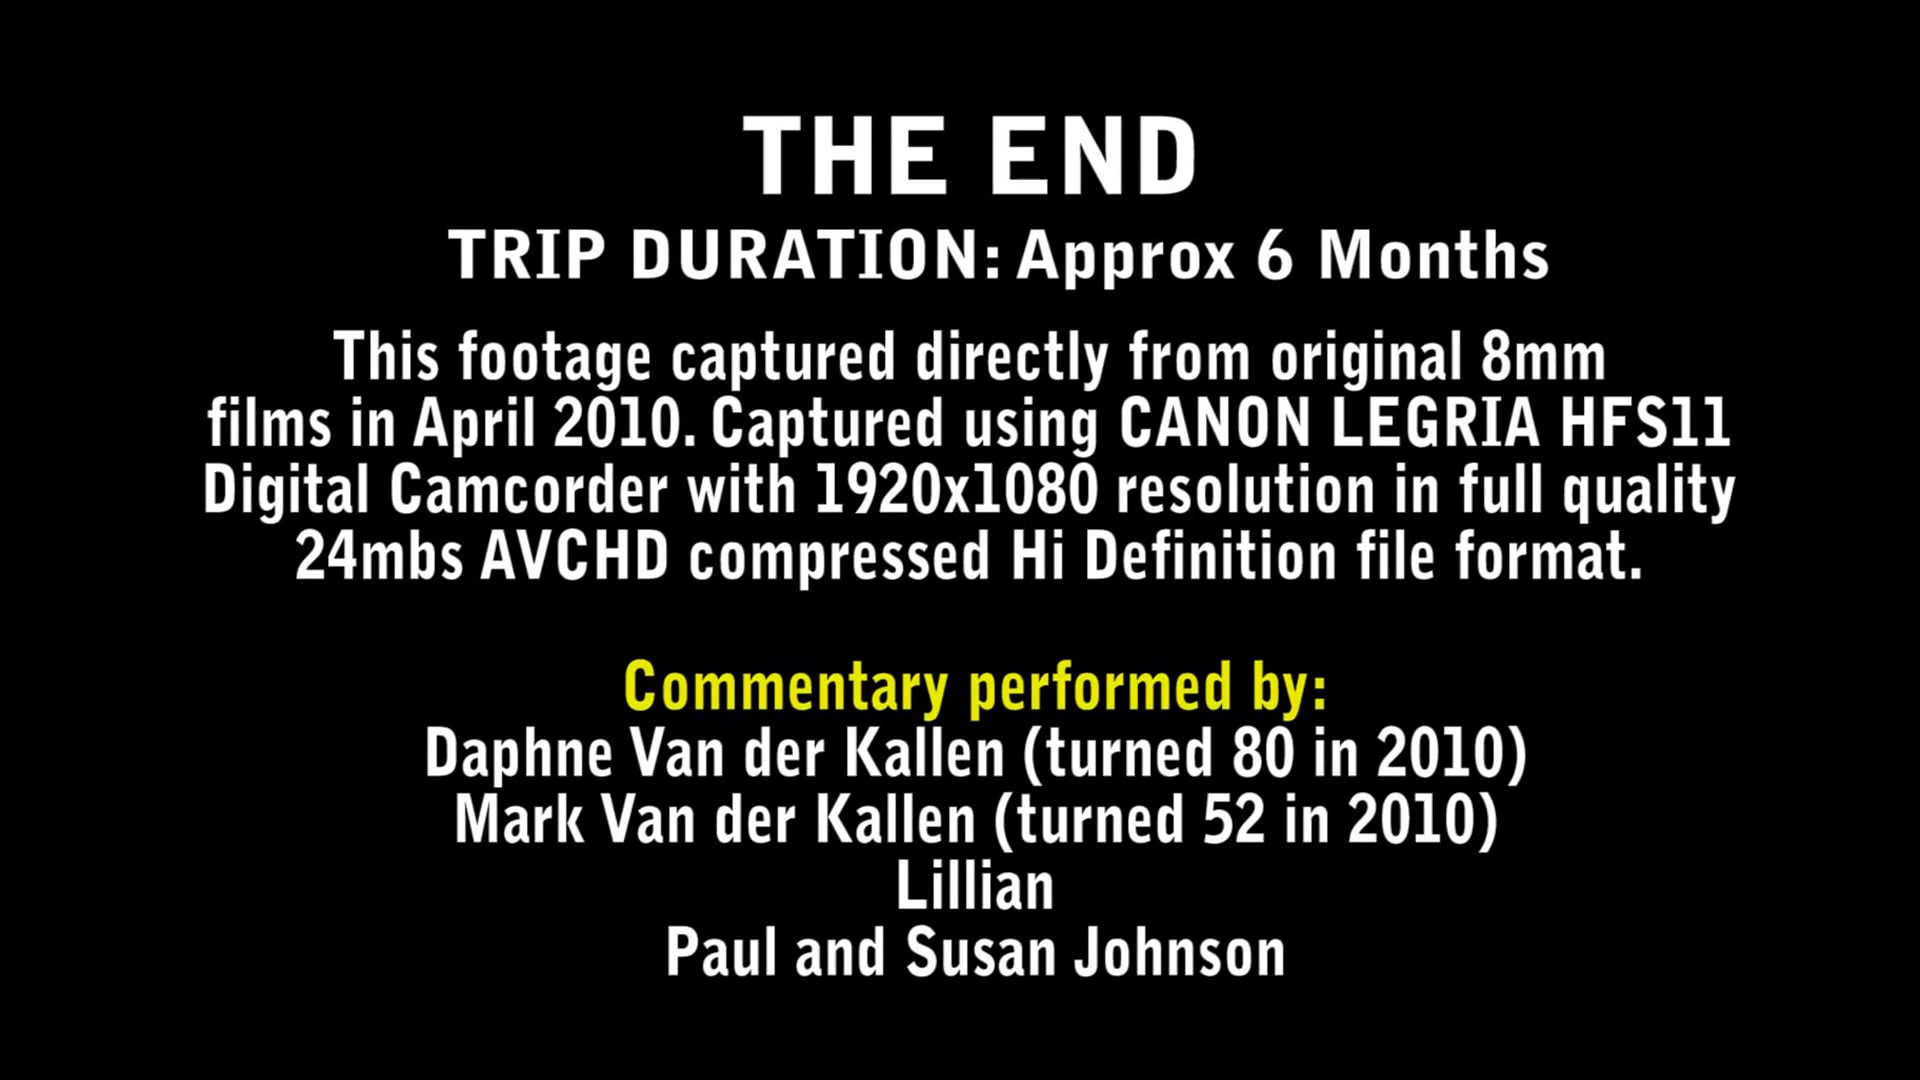 THE END
TRIP DURATION: Approx 6 Months
This footage captured directly from original 8mm
films in April 2010. Captured using CANON LEGRIA HFS11
Digital Camcorder with 1920x1080 resolution in full quality
24mbs AVCHD compressed Hi Definition file format.
Commentary performed by:
Daphne Van der Kallen (turned 80 in 2010)
Mark Van der Kallen (turned 52 in 2010)
Lillian
Paul and Susan Johnson